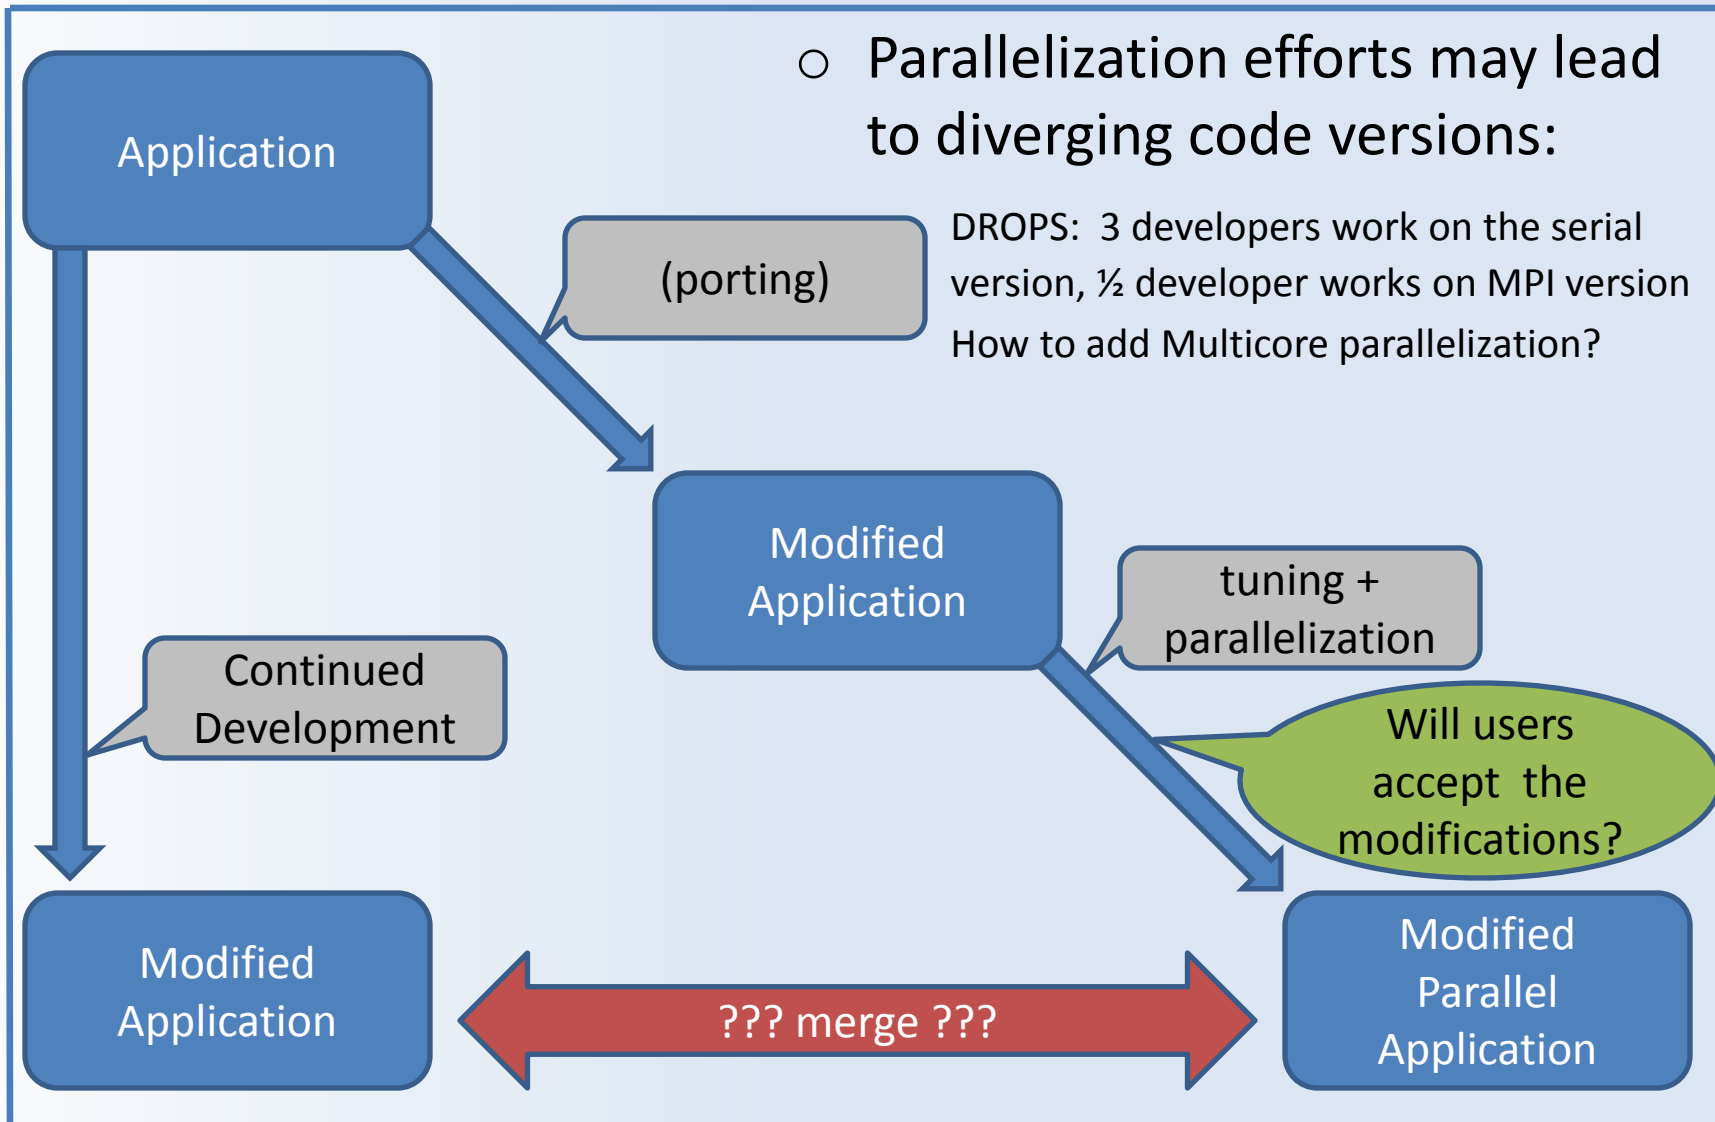 ○ Parallelization efforts may lead
to diverging code versions:
Application
DROPS: 3 developers work on the serial
version, ½ developer works on MPI version
How to add Multicore parallelization?
(porting)
Modified
Application
tuning +
parallelization
Continued
Development
Will users
accept the
modifications?
Modified
Application
??? merge ???
Modified
Parallel
Application